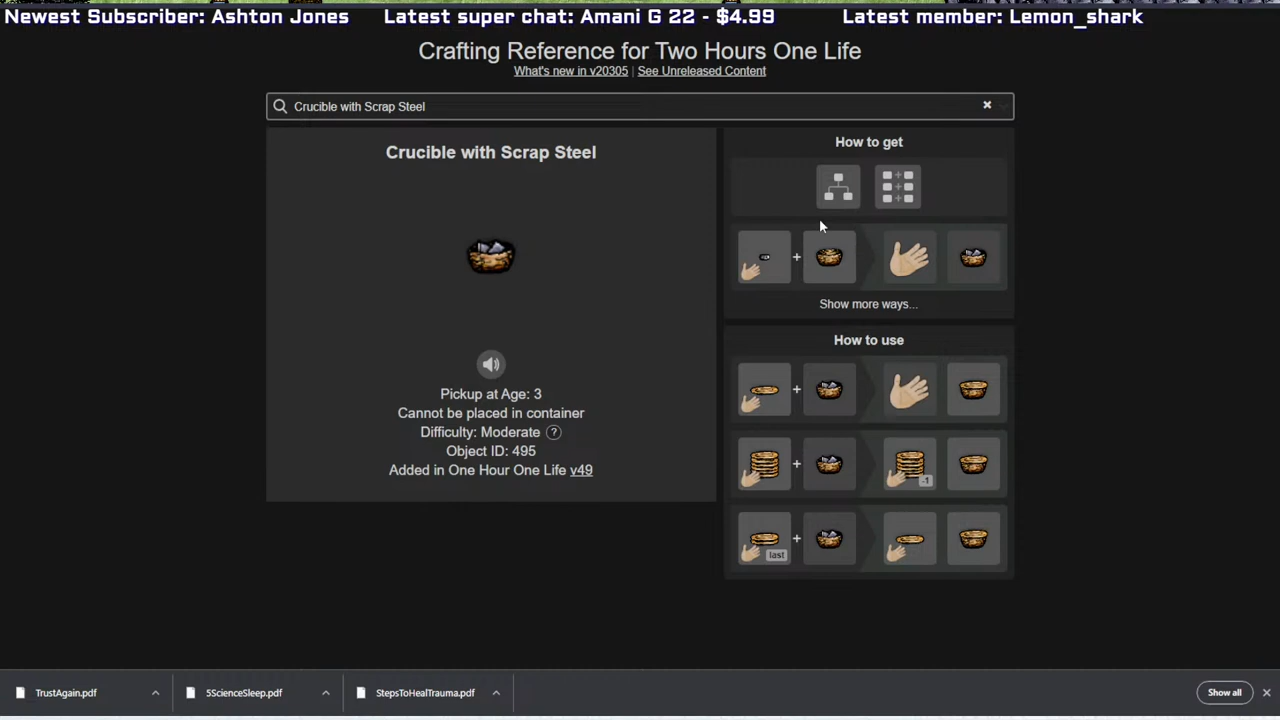 Newest Subscriber: Ashton Jones Latest super chat: Amani G 22 - $4.99 Latest member: Lemon_shark
Crafting Reference for Two Hours One Life
What's new in v20305 | See Unreleased Content
Crucible with Scrap Steel
Crucible with Scrap Steel
Pickup at Age: 3
Cannot be placed in container
Difficulty: Moderate ?
Object ID: 495
Added in One Hour One Life v49
How to get
+
Show more ways...
How to use
+
+ -1
+ last
TrustAgain.pdf 5ScienceSleep.pdf StepsToHealTrauma.pdf Show all